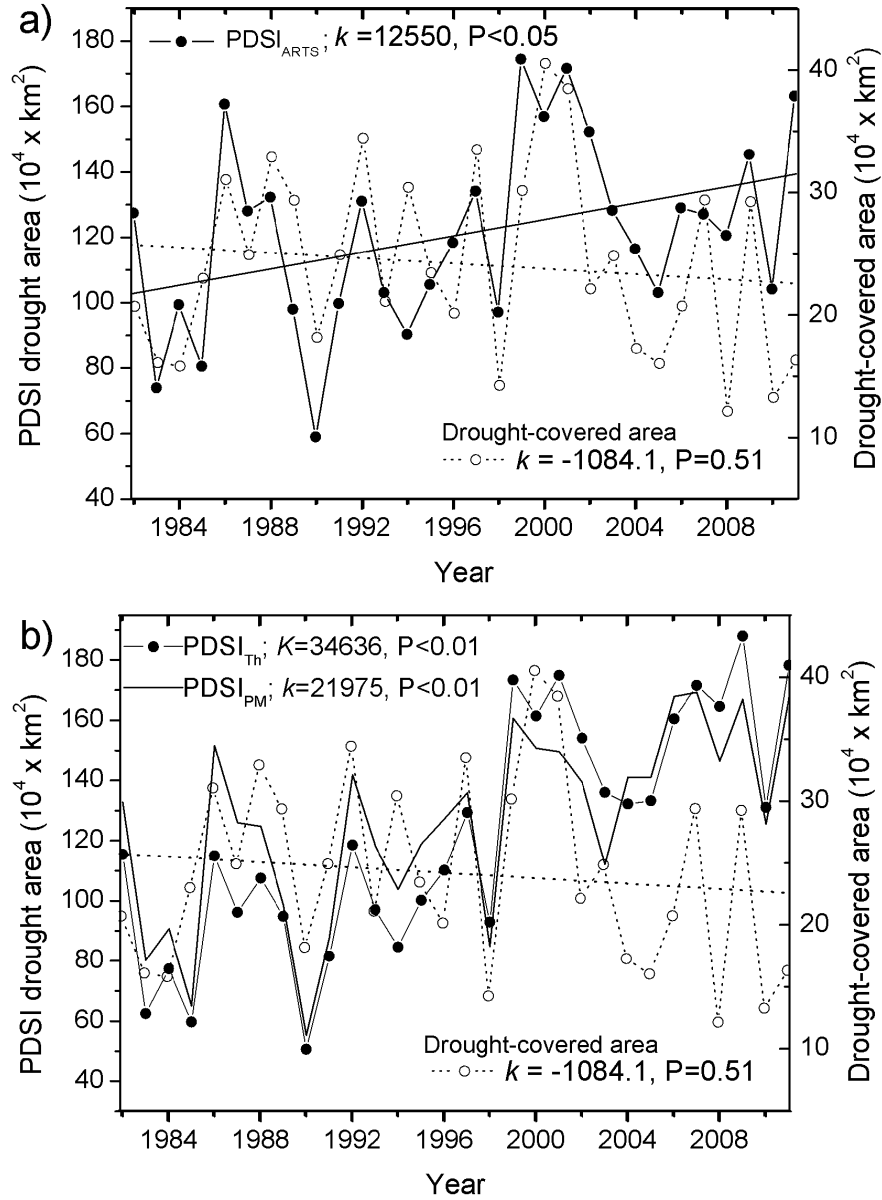 a)
PDSI_ARTS; k =12550, P<0.05
PDSI drought area (10^4 x km^2)
180
160
140
120
100
80
60
40
Drought-covered area (10^4 x km^2)
40
30
20
10
Drought-covered area
k = -1084.1, P=0.51
1984 1988 1992 1996 2000 2004 2008
Year
b)
PDSI_Th; K=34636, P<0.01
PDSI_PM; k=21975, P<0.01
PDSI drought area (10^4 x km^2)
180
160
140
120
100
80
60
40
Drought-covered area (10^4 x km^2)
40
30
20
10
Drought-covered area
k = -1084.1, P=0.51
1984 1988 1992 1996 2000 2004 2008
Year